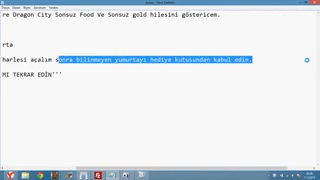 re Dragon City Sonsuz Food Ve Sonsuz gold hilesini göstericem.
rta
harlesi açalım sonra bilinmeyen yumurtayı hediye kutusundan kabul edin.
MI TEKRAR EDİN'''